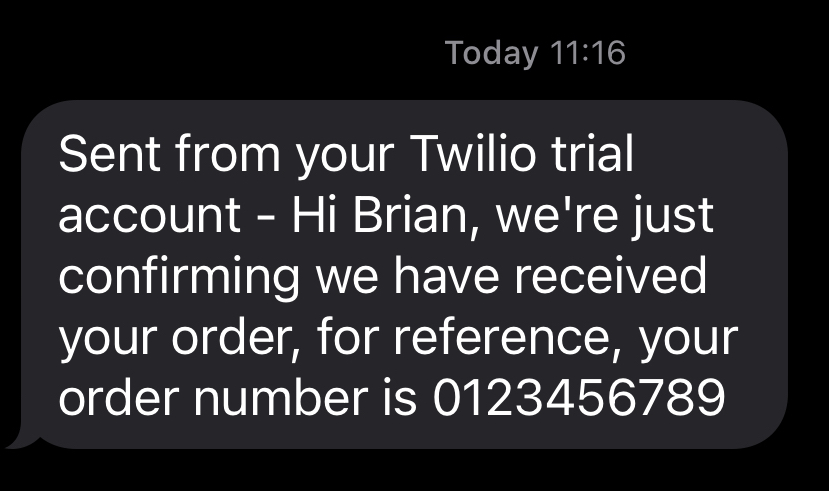 Today 11:16
Sent from your Twilio trial
account - Hi Brian, we're just
confirming we have received
your order, for reference, your
order number is 0123456789